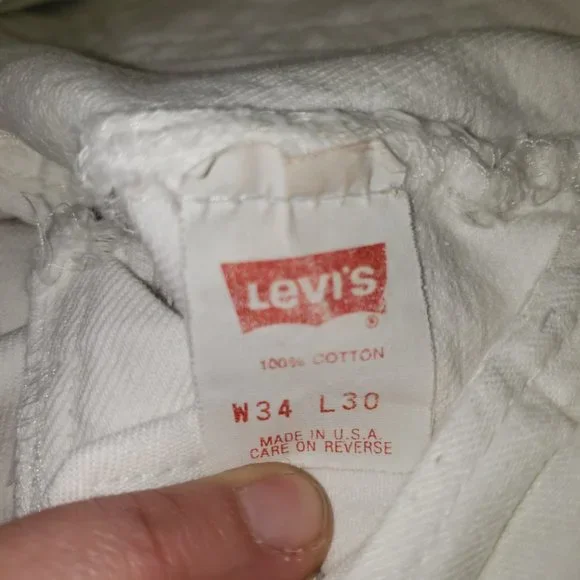 Levi's
®
100% COTTON
W34 L30
MADE IN U.S.A.
CARE ON REVERSE